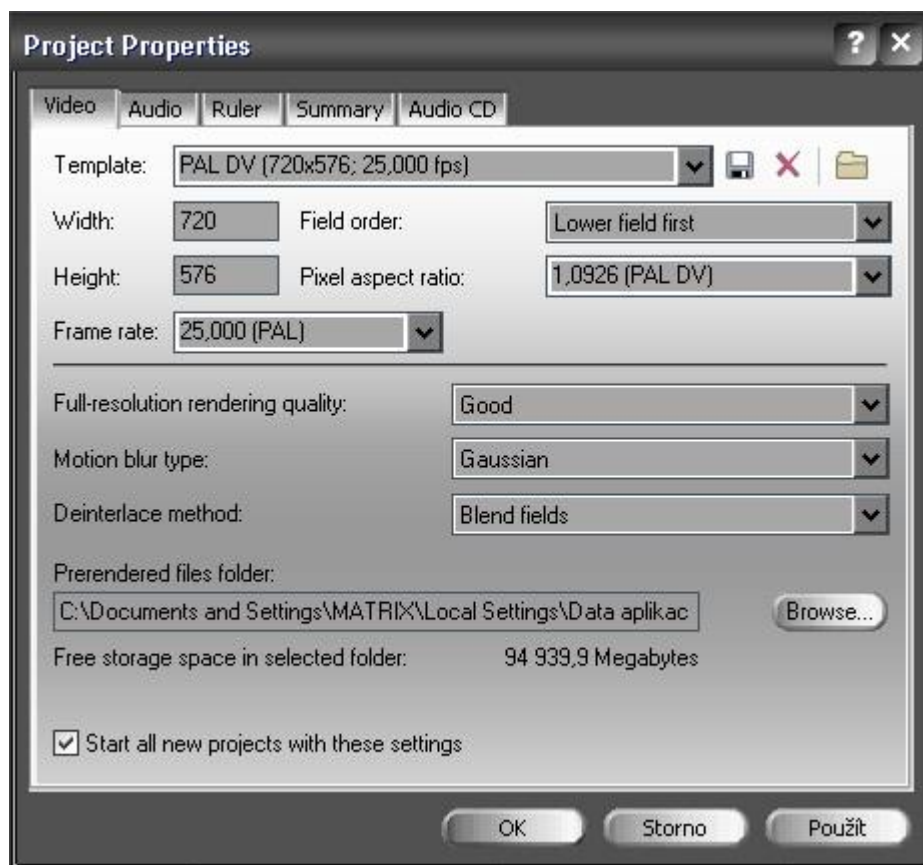 Project Properties
Video Audio Ruler Summary Audio CD
Template: PAL DV (720x576; 25,000 fps)
Width: 720 Field order: Lower field first
Height: 576 Pixel aspect ratio: 1,0926 (PAL DV)
Frame rate: 25,000 (PAL)
Full-resolution rendering quality: Good
Motion blur type: Gaussian
Deinterlace method: Blend fields
Prerendered files folder:
C:\Documents and Settings\MATRIX\Local Settings\Data aplikac Browse...
Free storage space in selected folder: 94 939,9 Megabytes
Start all new projects with these settings
OK Storno Použít